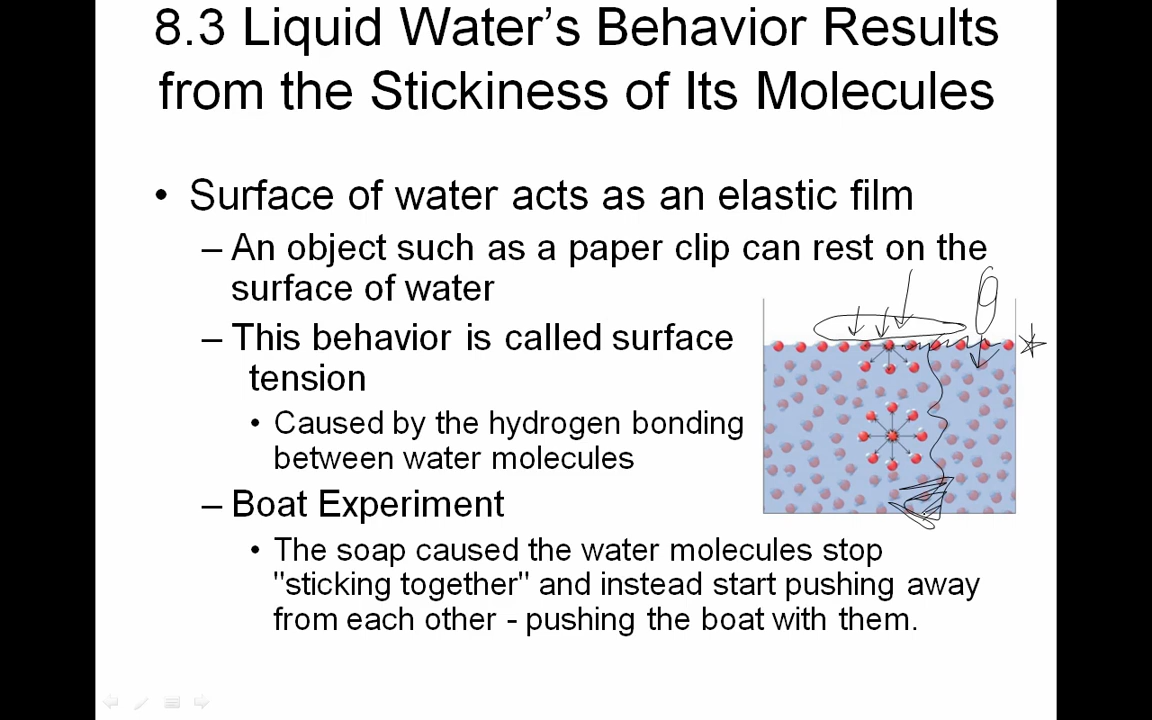 8.3 Liquid Water’s Behavior Results
from the Stickiness of Its Molecules
• Surface of water acts as an elastic film
– An object such as a paper clip can rest on the
surface of water
– This behavior is called surface
tension
• Caused by the hydrogen bonding
between water molecules
– Boat Experiment
• The soap caused the water molecules stop
"sticking together" and instead start pushing away
from each other - pushing the boat with them.